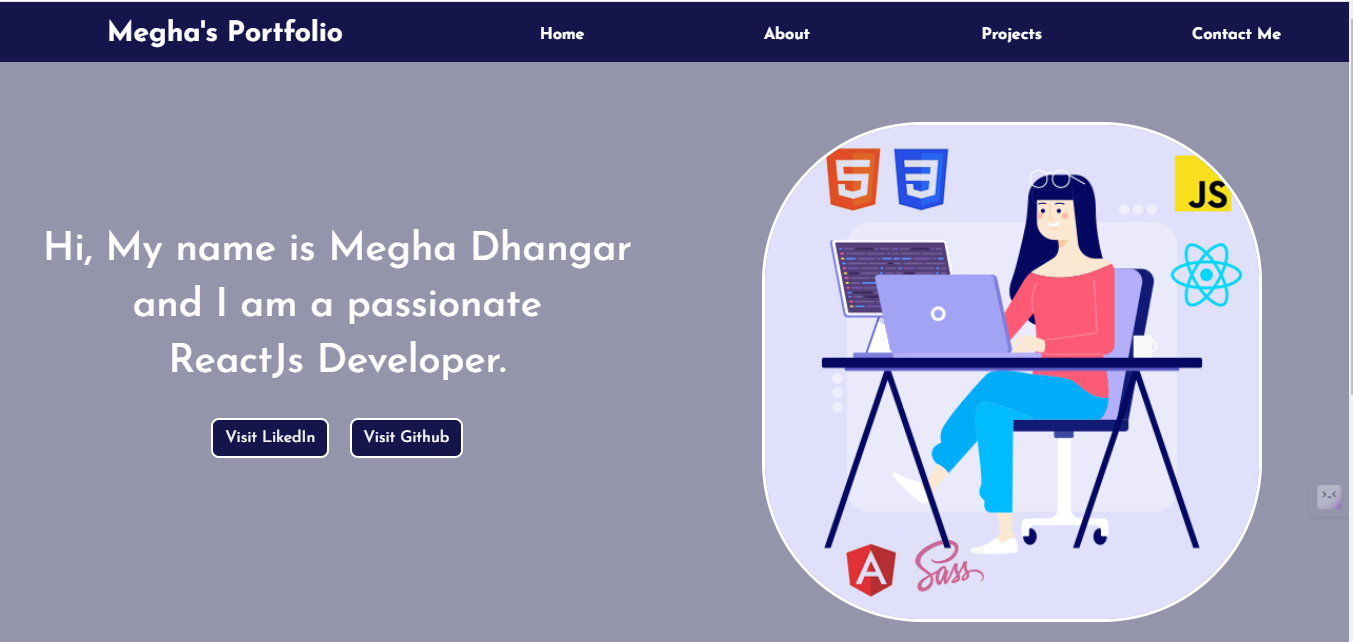 Megha's Portfolio Home About Projects Contact Me
Hi, My name is Megha Dhangar
and I am a passionate
ReactJs Developer.
Visit LikedIn Visit Github
5 3
JS
A Sass